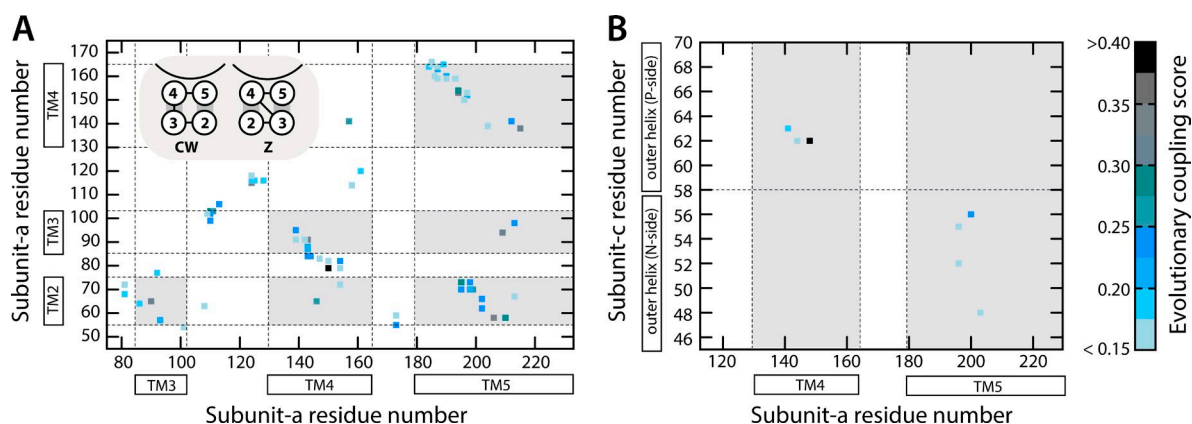 A
B
170
160
150
140
130
120
110
100
90
80
70
60
50
TM4
TM3
TM2
Subunit-a residue number
4 5
3 2
CW
4 5
2 3
Z
80 100 120 140 160 180 200 220
TM3 TM4 TM5
Subunit-a residue number
70
68
66
64
62
60
58
56
54
52
50
48
46
outer helix (P-side)
outer helix (N-side)
Subunit-c residue number
120 140 160 180 200 220
TM4 TM5
Subunit-a residue number
>0.40
0.35
0.30
0.25
0.20
< 0.15
Evolutionary coupling score